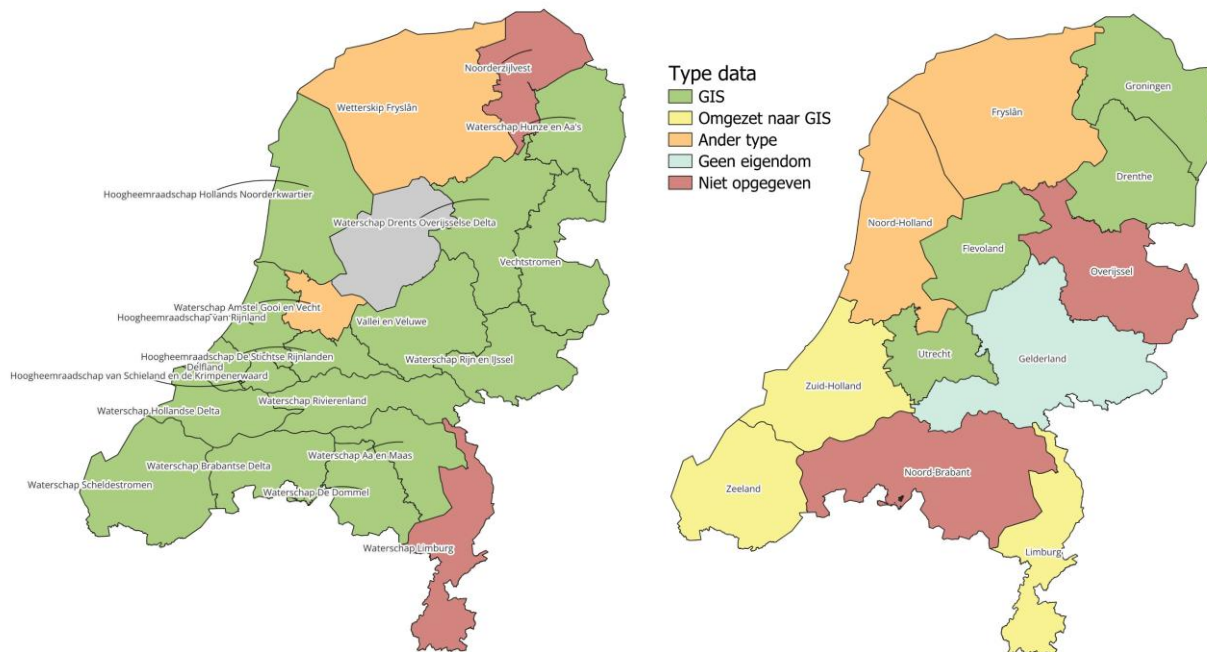 Noorderzijlvest
Wetterskip Fryslân
Waterschap Hunze en Aa's
Hoogheemraadschap Hollands Noorderkwartier
Waterschap Drents Overijsselse Delta
Vechtstromen
Waterschap Amstel Gooi en Vecht
Hoogheemraadschap van Rijnland
Vallei en Veluwe
Hoogheemraadschap De Stichtse Rijnlanden
Waterschap Rijn en IJssel
Delfland
Hoogheemraadschap van Schieland en de Krimpenerwaard
Waterschap Hollandse Delta
Waterschap Rivierenland
Waterschap Aa en Maas
Waterschap Brabantse Delta
Waterschap Scheldestromen
Waterschap De Dommel
Waterschap Limburg
Type data
GIS
Omgezet naar GIS
Ander type
Geen eigendom
Niet opgegeven
Groningen
Fryslân
Drenthe
Noord-Holland
Flevoland
Overijssel
Utrecht
Gelderland
Zuid-Holland
Noord-Brabant
Zeeland
Limburg